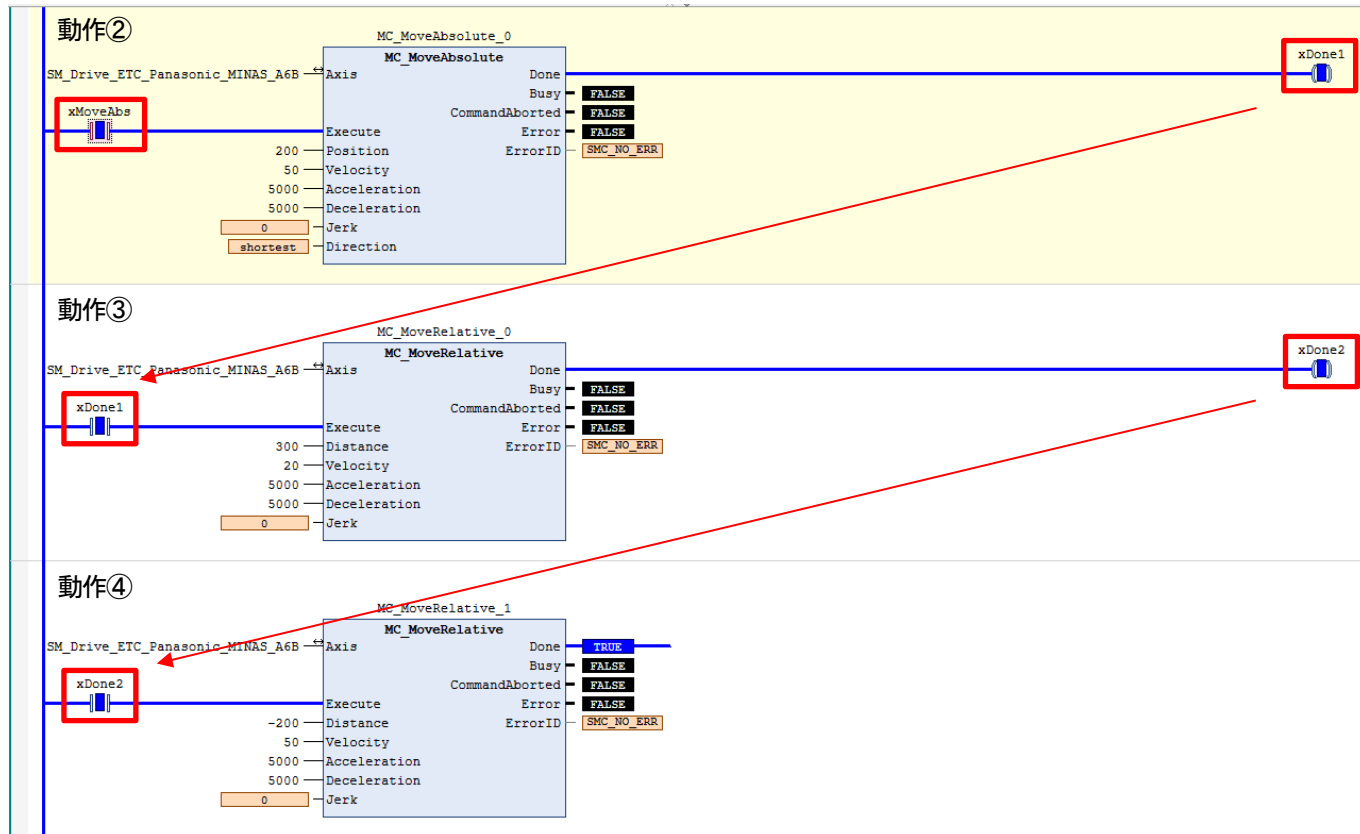 動作②
MC_MoveAbsolute_0
MC_MoveAbsolute
SM_Drive_ETC_Panasonic_MINAS_A6B Axis Done xDone1
Busy FALSE
xMoveAbs CommandAborted FALSE
Execute Error FALSE
200 Position ErrorID SMC_NO_ERR
50 Velocity
5000 Acceleration
5000 Deceleration
0 Jerk
shortest Direction
動作③
MC_MoveRelative_0
MC_MoveRelative
SM_Drive_ETC_Panasonic_MINAS_A6B Axis Done xDone2
Busy FALSE
xDone1 CommandAborted FALSE
Execute Error FALSE
300 Distance ErrorID SMC_NO_ERR
20 Velocity
5000 Acceleration
5000 Deceleration
0 Jerk
動作④
MC_MoveRelative_1
MC_MoveRelative
SM_Drive_ETC_Panasonic_MINAS_A6B Axis Done TRUE
Busy FALSE
xDone2 CommandAborted FALSE
Execute Error FALSE
-200 Distance ErrorID SMC_NO_ERR
50 Velocity
5000 Acceleration
5000 Deceleration
0 Jerk